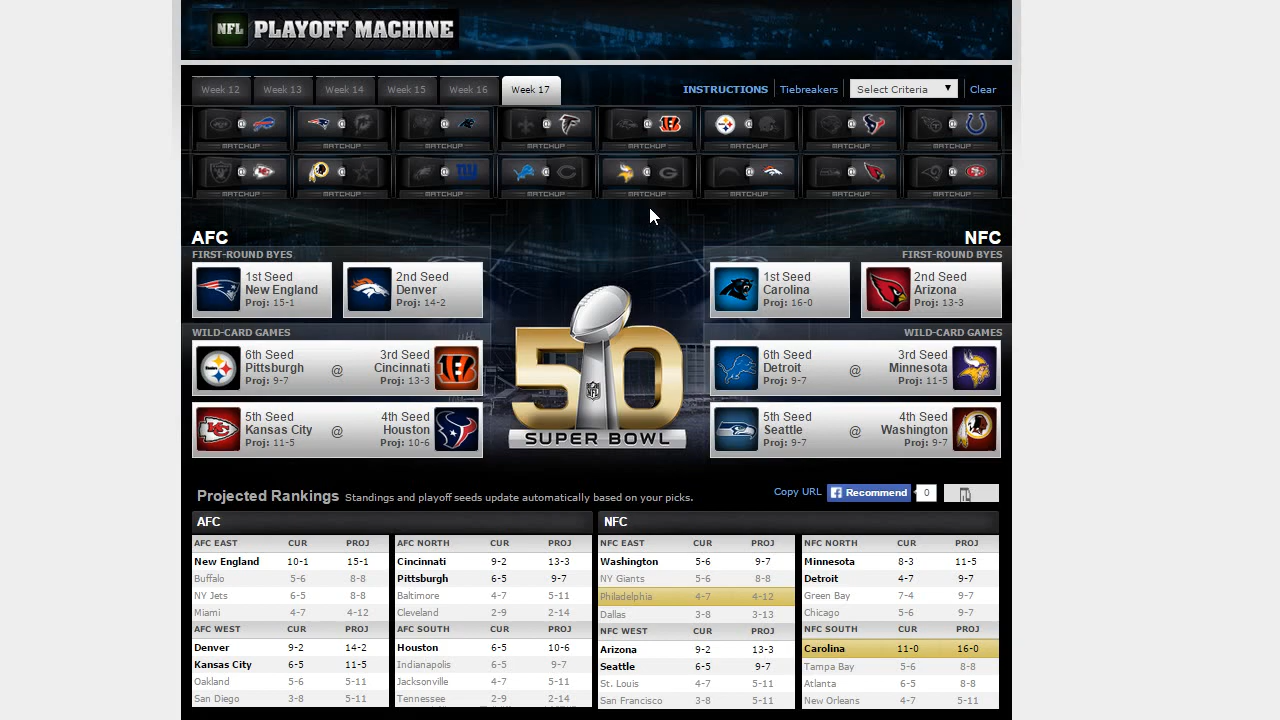 NFL PLAYOFF MACHINE
Week 12 Week 13 Week 14 Week 15 Week 16 Week 17 INSTRUCTIONS Tiebreakers Select Criteria Clear
@ @ @ @ @ @ @ @
MATCHUP MATCHUP MATCHUP MATCHUP MATCHUP MATCHUP MATCHUP MATCHUP
@ @ @ @ @ @ @ @
MATCHUP MATCHUP MATCHUP MATCHUP MATCHUP MATCHUP MATCHUP MATCHUP
AFC NFC
FIRST-ROUND BYES FIRST-ROUND BYES
1st Seed 2nd Seed 1st Seed 2nd Seed
New England Denver Carolina Arizona
Proj: 15-1 Proj: 14-2 Proj: 16-0 Proj: 13-3
WILD-CARD GAMES WILD-CARD GAMES
6th Seed 3rd Seed 6th Seed 3rd Seed
Pittsburgh @ Cincinnati Detroit @ Minnesota
Proj: 9-7 Proj: 13-3 Proj: 9-7 Proj: 11-5
5th Seed 4th Seed 5th Seed 4th Seed
Kansas City @ Houston Seattle @ Washington
Proj: 11-5 Proj: 10-6 Proj: 9-7 Proj: 9-7
50
NFL
SUPER BOWL
Projected Rankings Standings and playoff seeds update automatically based on your picks. Copy URL Recommend 0
AFC NFC
AFC EAST CUR PROJ AFC NORTH CUR PROJ NFC EAST CUR PROJ NFC NORTH CUR PROJ
New England 10-1 15-1 Cincinnati 9-2 13-3 Washington 5-6 9-7 Minnesota 8-3 11-5
Buffalo 5-6 8-8 Pittsburgh 6-5 9-7 NY Giants 5-6 8-8 Detroit 4-7 9-7
NY Jets 6-5 8-8 Baltimore 4-7 5-11 Philadelphia 4-7 4-12 Green Bay 7-4 9-7
Miami 4-7 4-12 Cleveland 2-9 2-14 Dallas 3-8 3-13 Chicago 5-6 9-7
AFC WEST CUR PROJ AFC SOUTH CUR PROJ NFC WEST CUR PROJ NFC SOUTH CUR PROJ
Denver 9-2 14-2 Houston 6-5 10-6 Arizona 9-2 13-3 Carolina 11-0 16-0
Kansas City 6-5 11-5 Indianapolis 6-5 9-7 Seattle 6-5 9-7 Tampa Bay 5-6 8-8
Oakland 5-6 5-11 Jacksonville 4-7 5-11 St. Louis 4-7 5-11 Atlanta 6-5 8-8
San Diego 3-8 5-11 Tennessee 2-9 2-14 San Francisco 3-8 5-11 New Orleans 4-7 5-11